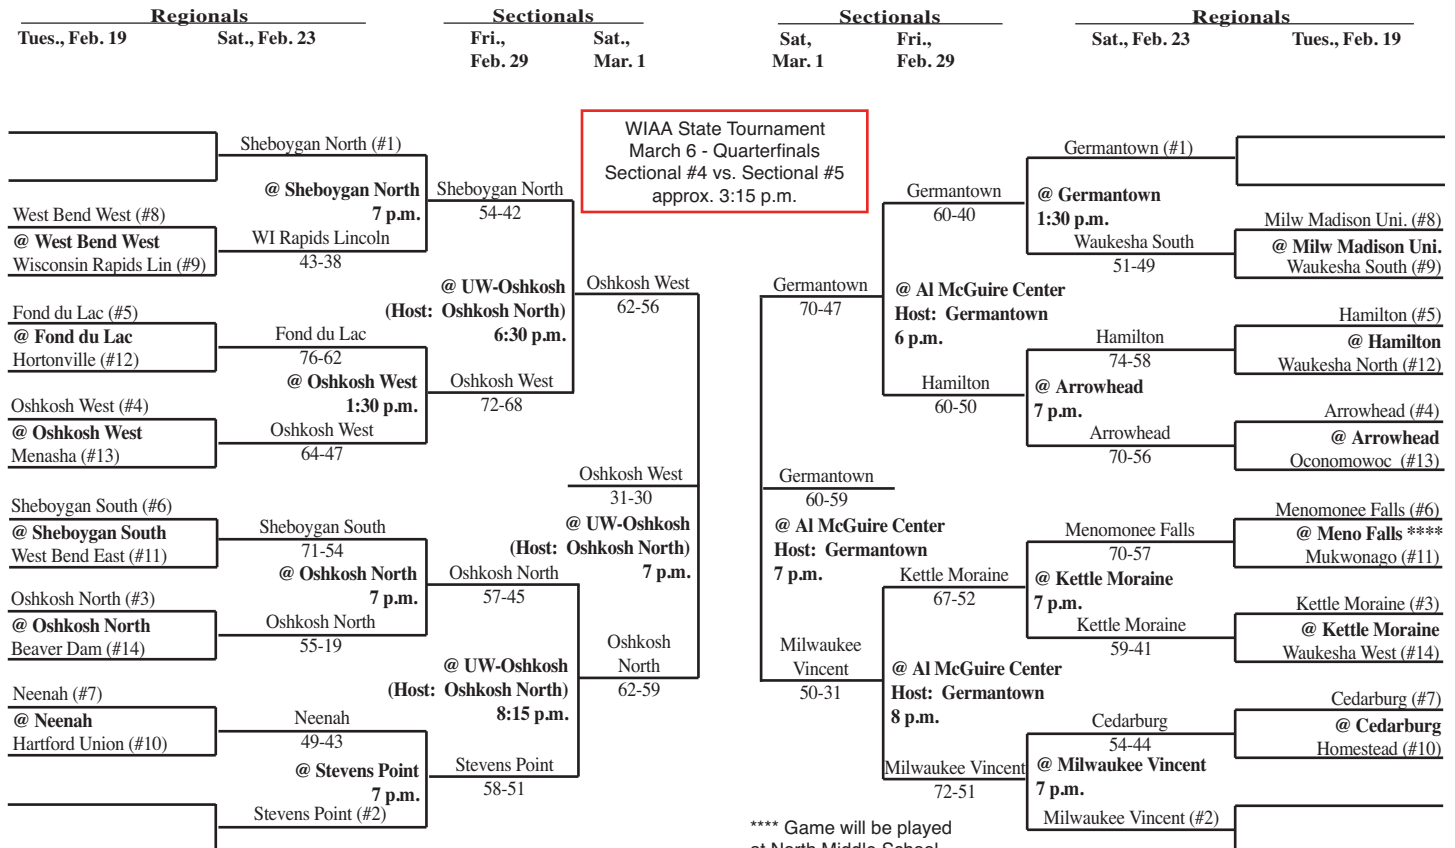 Regionals
Sectionals
Sectionals
Regionals
Tues., Feb. 19
Sat., Feb. 23
Fri.,
Feb. 29
Sat.,
Mar. 1
Sat,
Mar. 1
Fri.,
Feb. 29
Sat., Feb. 23
Tues., Feb. 19
WIAA State Tournament
March 6 - Quarterfinals
Sectional #4 vs. Sectional #5
approx. 3:15 p.m.
West Bend West (#8)
@ West Bend West
Wisconsin Rapids Lin (#9)
Fond du Lac (#5)
@ Fond du Lac
Hortonville (#12)
Oshkosh West (#4)
@ Oshkosh West
Menasha (#13)
Sheboygan South (#6)
@ Sheboygan South
West Bend East (#11)
Oshkosh North (#3)
@ Oshkosh North
Beaver Dam (#14)
Neenah (#7)
@ Neenah
Hartford Union (#10)
Sheboygan North (#1)
@ Sheboygan North
7 p.m.
WI Rapids Lincoln
43-38
Fond du Lac
76-62
@ Oshkosh West
1:30 p.m.
Oshkosh West
64-47
Sheboygan South
71-54
@ Oshkosh North
7 p.m.
Oshkosh North
55-19
Neenah
49-43
@ Stevens Point
7 p.m.
Stevens Point (#2)
Sheboygan North
54-42
@ UW-Oshkosh
(Host: Oshkosh North)
6:30 p.m.
Oshkosh West
72-68
Oshkosh North
57-45
@ UW-Oshkosh
(Host: Oshkosh North)
8:15 p.m.
Stevens Point
58-51
Oshkosh West
62-56
Oshkosh West
31-30
@ UW-Oshkosh
(Host: Oshkosh North)
7 p.m.
Oshkosh
North
62-59
Germantown
70-47
Germantown
60-59
@ Al McGuire Center
Host: Germantown
7 p.m.
Milwaukee
Vincent
50-31
Germantown
60-40
@ Al McGuire Center
Host: Germantown
6 p.m.
Hamilton
60-50
Kettle Moraine
67-52
@ Al McGuire Center
Host: Germantown
8 p.m.
Milwaukee Vincent
72-51
Germantown (#1)
@ Germantown
1:30 p.m.
Waukesha South
51-49
Hamilton
74-58
@ Arrowhead
7 p.m.
Arrowhead
70-56
Menomonee Falls
70-57
@ Kettle Moraine
7 p.m.
Kettle Moraine
59-41
Cedarburg
54-44
@ Milwaukee Vincent
7 p.m.
Milwaukee Vincent (#2)
Milw Madison Uni. (#8)
@ Milw Madison Uni.
Waukesha South (#9)
Hamilton (#5)
@ Hamilton
Waukesha North (#12)
Arrowhead (#4)
@ Arrowhead
Oconomowoc (#13)
Menomonee Falls (#6)
@ Meno Falls ****
Mukwonago (#11)
Kettle Moraine (#3)
@ Kettle Moraine
Waukesha West (#14)
Cedarburg (#7)
@ Cedarburg
Homestead (#10)
**** Game will be played
at North Middle School